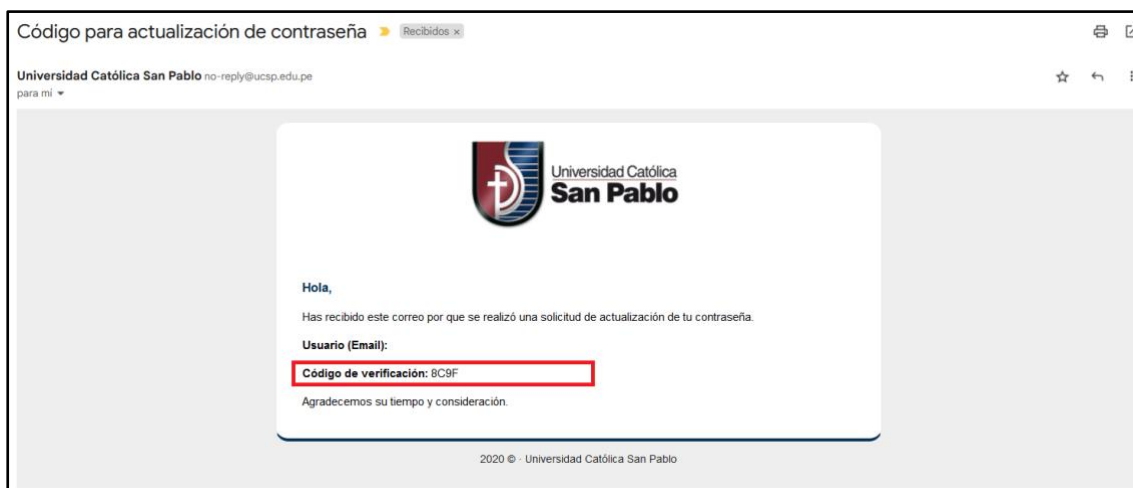 Código para actualización de contraseña
Recibidos ×
Universidad Católica San Pablo no-reply@ucsp.edu.pe
para mí
Universidad Católica
San Pablo
Hola,
Has recibido este correo por que se realizó una solicitud de actualización de tu contraseña.
Usuario (Email):
Código de verificación: 8C9F
Agradecemos su tiempo y consideración.
2020 © · Universidad Católica San Pablo